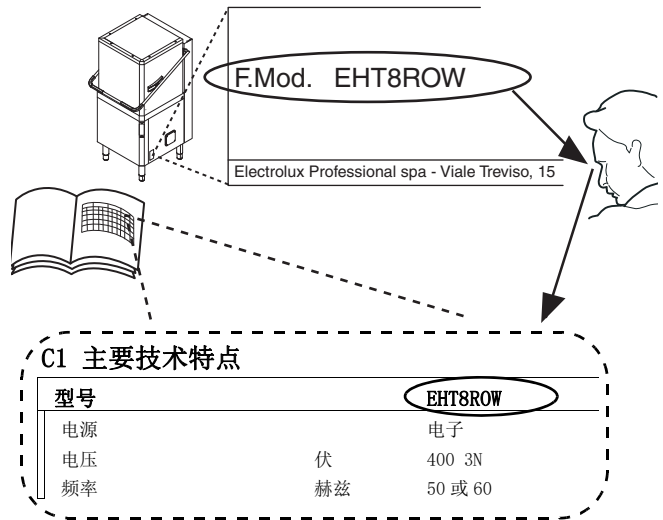 F.Mod. EHT8ROW
Electrolux Professional spa - Viale Treviso, 15
C1 主要技术特点
型号 EHT8ROW
电源 电子
电压 伏 400 3N
频率 赫兹 50 或 60